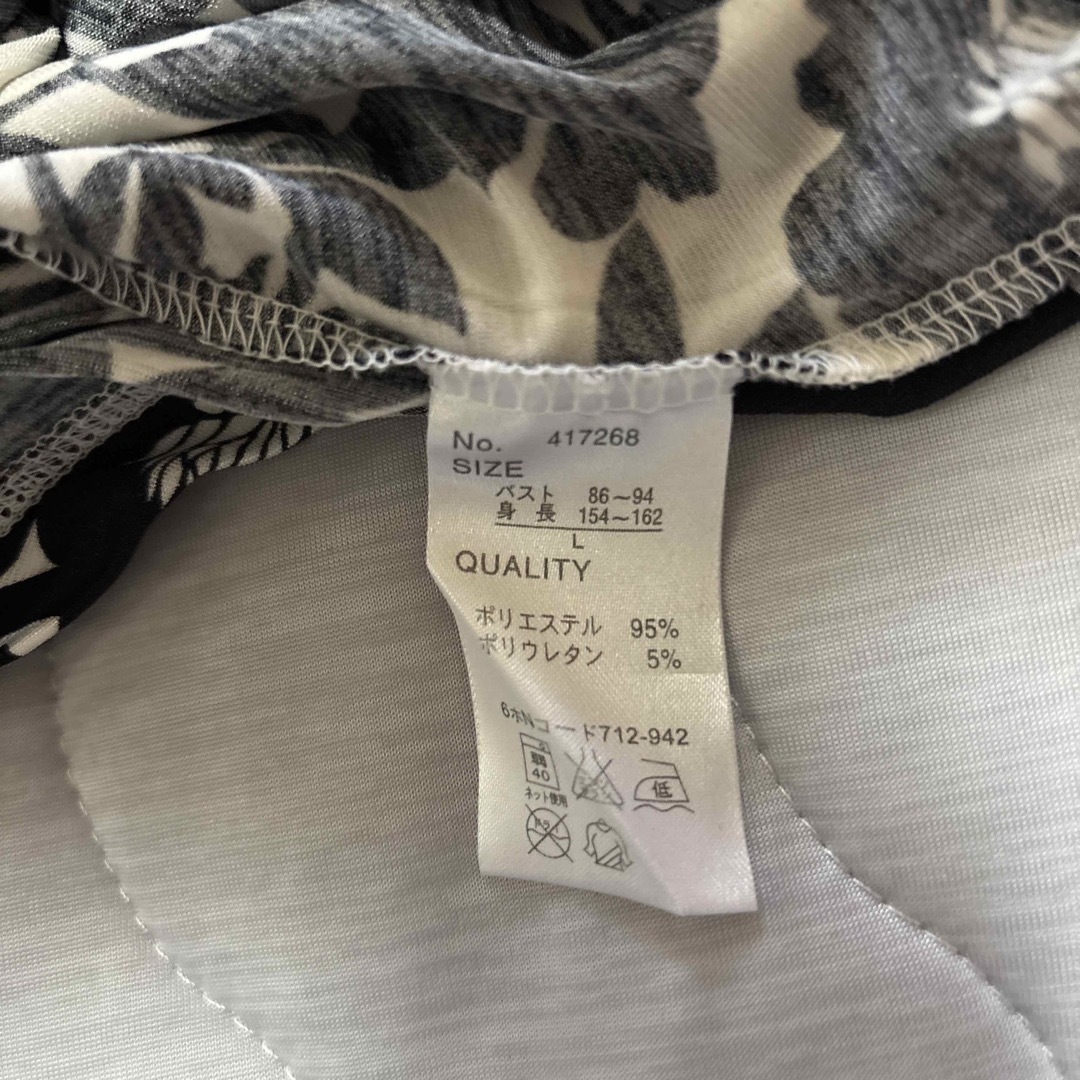 No. 417268
SIZE
バスト 86～94
身長 154～162
L
QUALITY
ポリエステル 95%
ポリウレタン 5%
6ホNコード712-942
弱
40
ネット使用
低